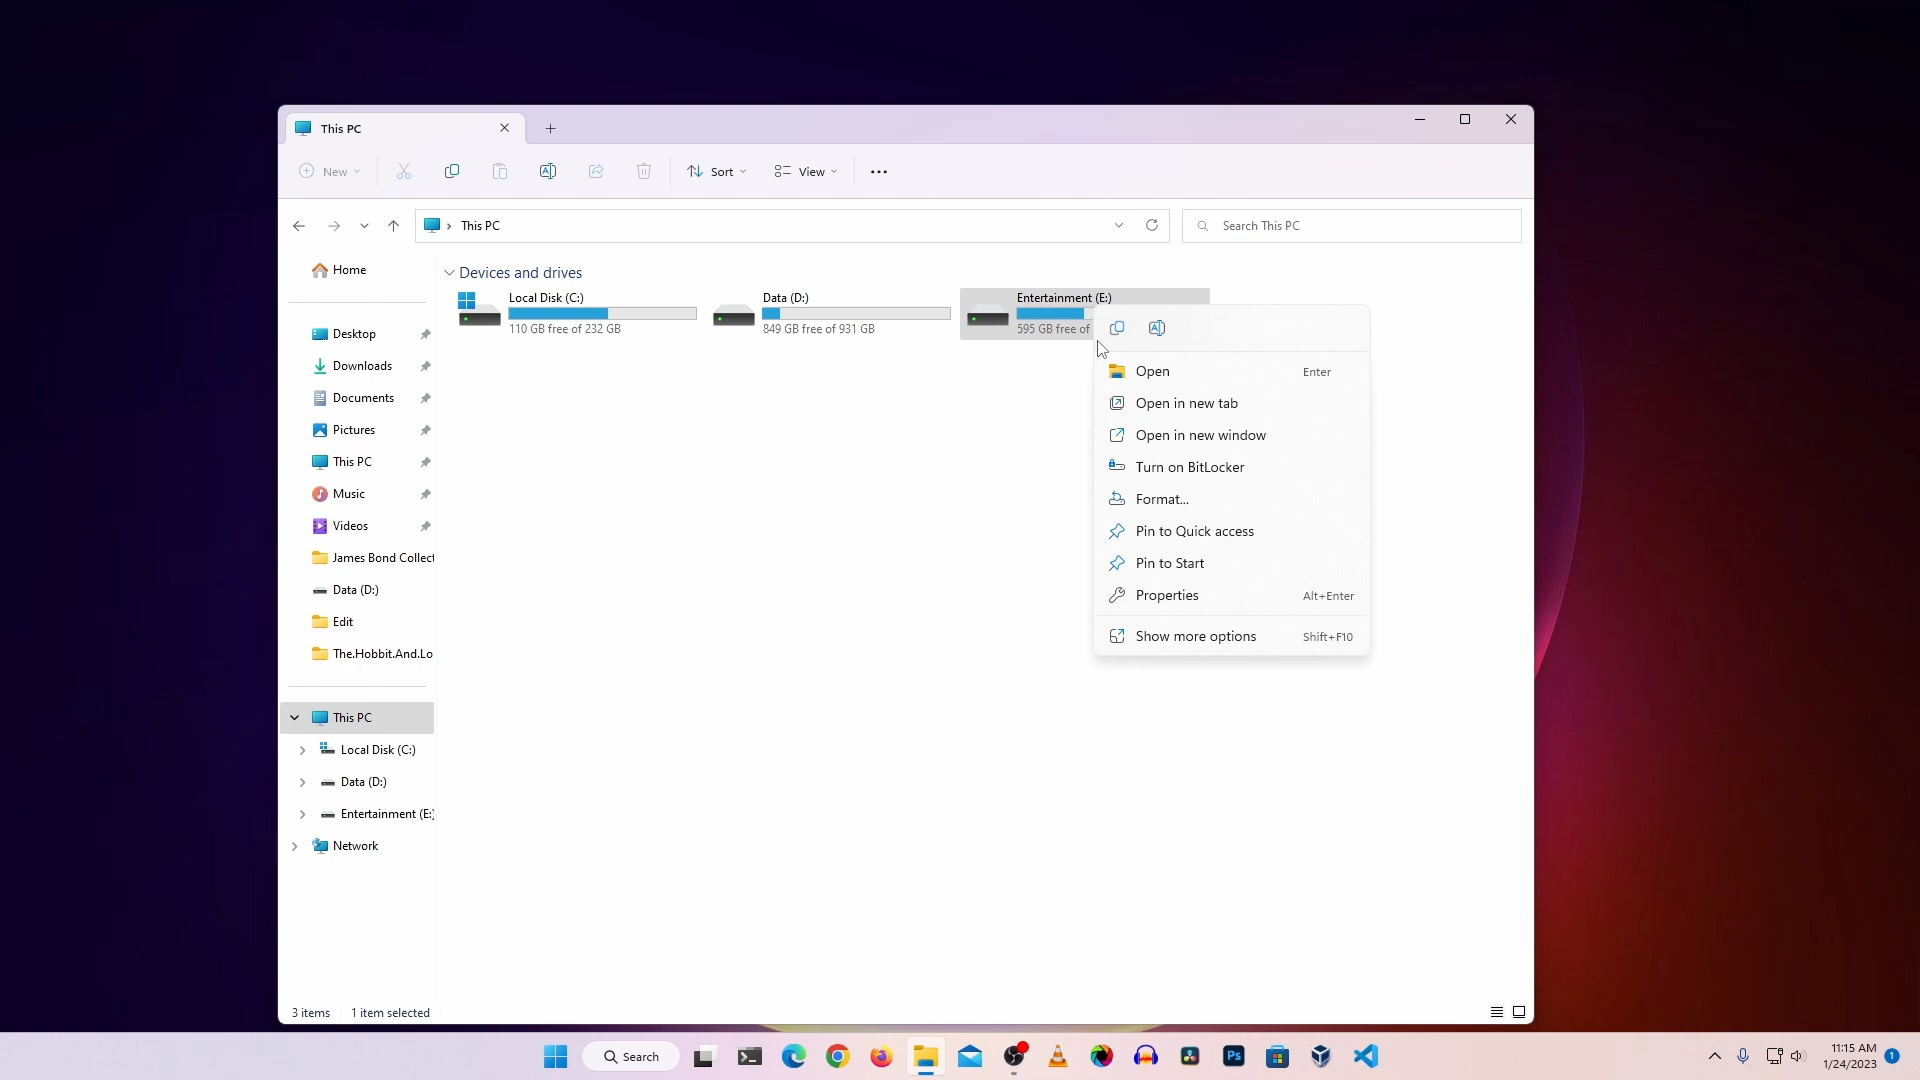 This PC
New
Sort
View
This PC
Search This PC
Home
Desktop
Downloads
Documents
Pictures
This PC
Music
Videos
James Bond Collect
Data (D:)
Edit
The.Hobbit.And.Lo
This PC
Local Disk (C:)
Data (D:)
Entertainment (E:)
Network
Devices and drives
Local Disk (C:)
110 GB free of 232 GB
Data (D:)
849 GB free of 931 GB
Entertainment (E:)
595 GB free of
Open Enter
Open in new tab
Open in new window
Turn on BitLocker
Format...
Pin to Quick access
Pin to Start
Properties Alt+Enter
Show more options Shift+F10
3 items 1 item selected
Search
Ps
11:15 AM
1/24/2023
1